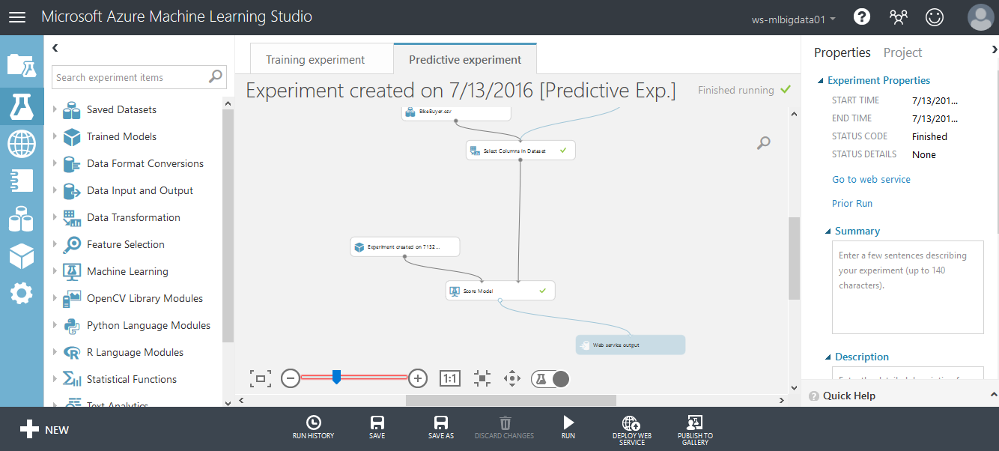 Microsoft Azure Machine Learning Studio
ws-mlbigdata01
Search experiment items
Saved Datasets
Trained Models
Data Format Conversions
Data Input and Output
Data Transformation
Feature Selection
Machine Learning
OpenCV Library Modules
Python Language Modules
R Language Modules
Statistical Functions
Text Analytics
Training experiment
Predictive experiment
Experiment created on 7/13/2016 [Predictive Exp.]
Finished running
BikeBuyer.csv
Select Columns in Dataset
Experiment created on 7132...
Score Model
Web service output
1:1
Properties
Project
Experiment Properties
START TIME 7/13/201...
END TIME 7/13/201...
STATUS CODE Finished
STATUS DETAILS None
Go to web service
Prior Run
Summary
Enter a few sentences describing
your experiment (up to 140
characters).
Description
Quick Help
NEW
RUN HISTORY
SAVE
SAVE AS
DISCARD CHANGES
RUN
DEPLOY WEB
SERVICE
PUBLISH TO
GALLERY